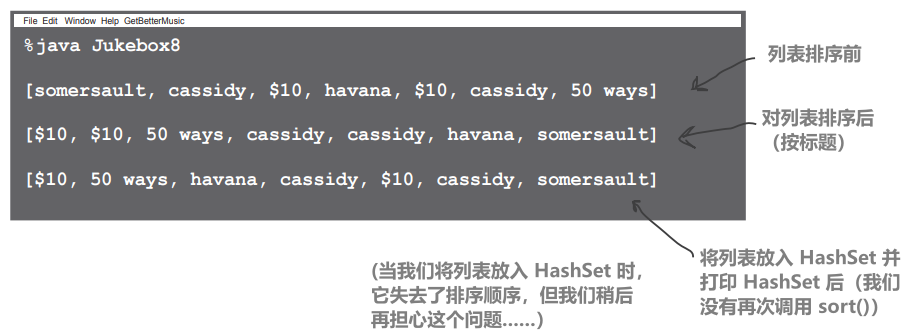 File Edit Window Help GetBetterMusic
%java Jukebox8
列表排序前
[somersault, cassidy, $10, havana, $10, cassidy, 50 ways]
对列表排序后
（按标题）
[$10, $10, 50 ways, cassidy, cassidy, havana, somersault]
[$10, 50 ways, havana, cassidy, $10, cassidy, somersault]
将列表放入 HashSet 并
打印 HashSet 后（我们
没有再次调用 sort()）
(当我们将列表放入 HashSet 时，
它失去了排序顺序，但我们稍后
再担心这个问题……）